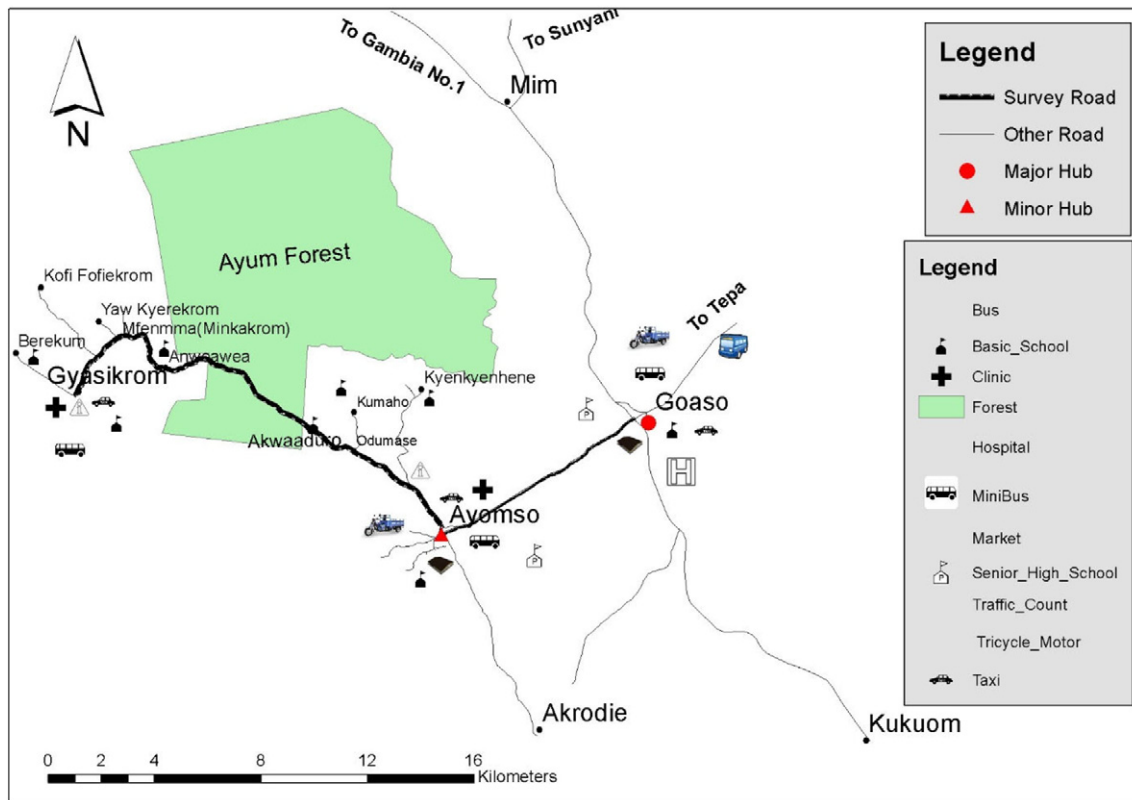 To Gambia No.1
To Sunyani
Mim
N
Ayum Forest
Kofi Fofiekrom
Yaw Kyerekrom
Mfenmma(Minkakrom)
Berekum
Anwaawea
Gyasikrom
To Tepa
Kyenkyenhene
Kumaho
Goaso
Akwaaduro
Odumase
H
Ayomso
P
P
Akrodie
Kukuom
0 2 4 8 12 16
Kilometers
Legend
Survey Road
Other Road
Major Hub
Minor Hub
Legend
Bus
Basic_School
Clinic
Forest
Hospital
MiniBus
Market
P
Senior_High_School
Traffic_Count
Tricycle_Motor
Taxi